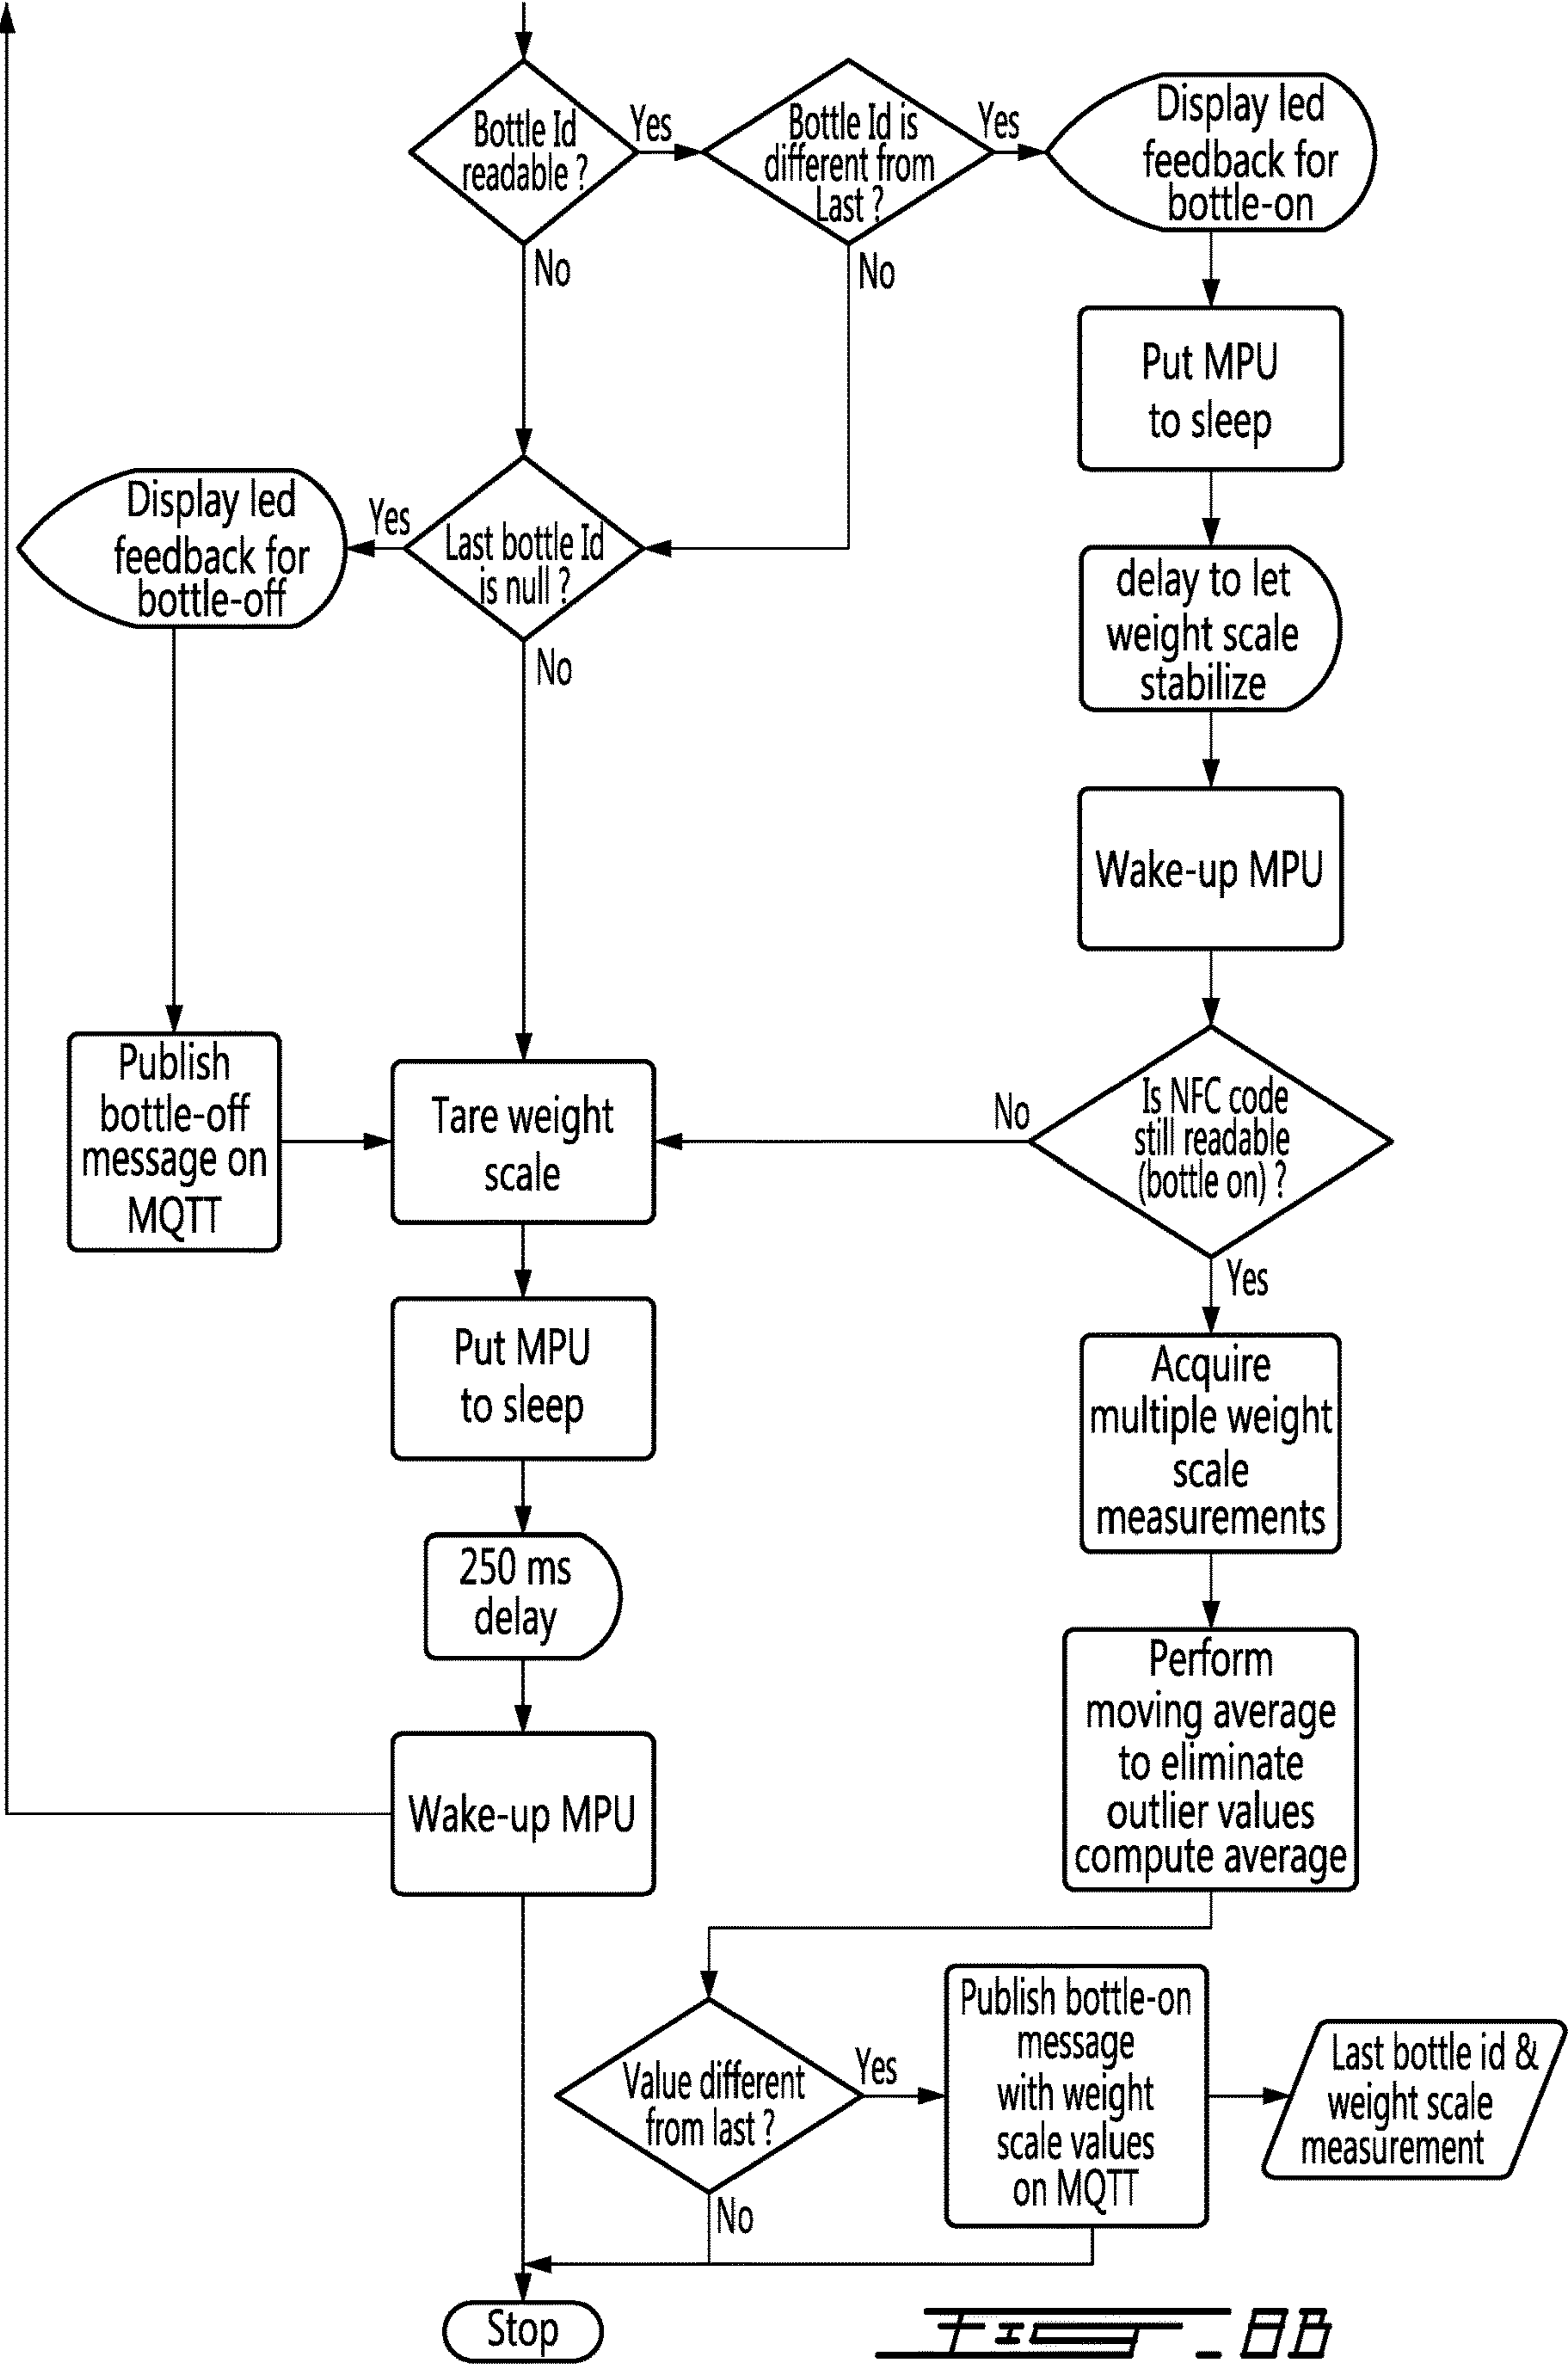 Bottle Id
readable ?
Yes
No
Bottle Id is
different from
Last ?
Yes
No
Display led
feedback for
bottle-on
Put MPU
to sleep
delay to let
weight scale
stabilize
Wake-up MPU
Is NFC code
still readable
(bottle on) ?
No
Yes
Acquire
multiple weight
scale
measurements
Perform
moving average
to eliminate
outlier values
compute average
Last bottle Id
is null ?
Yes
No
Display led
feedback for
bottle-off
Publish
bottle-off
message on
MQTT
Tare weight
scale
Put MPU
to sleep
250 ms
delay
Wake-up MPU
Value different
from last ?
Yes
No
Publish bottle-on
message
with weight
scale values
on MQTT
Last bottle id &
weight scale
measurement
Stop
FIG_8B